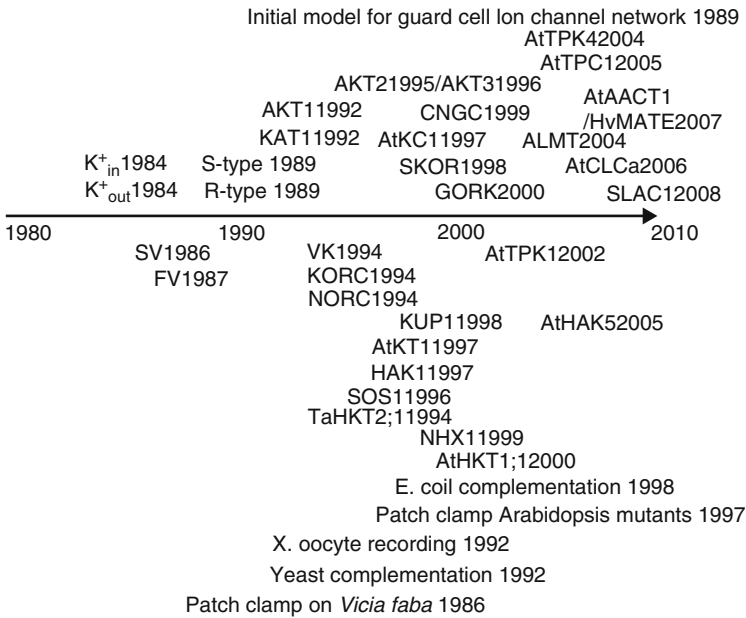 Initial model for guard cell Ion channel network 1989
AtTPK42004
AtTPC12005
AKT21995/AKT31996
AtAACT1
/HvMATE2007
AKT11992
CNGC1999
KAT11992
AtKC11997
ALMT2004
K⁺in1984
S-type 1989
SKOR1998
AtCLCa2006
K⁺out1984
R-type 1989
GORK2000
SLAC12008
1980
1990
2000
2010
SV1986
VK1994
AtTPK12002
FV1987
KORC1994
NORC1994
KUP11998
AtHAK52005
AtKT11997
HAK11997
SOS11996
TaHKT2;11994
NHX11999
AtHKT1;12000
E. coil complementation 1998
Patch clamp Arabidopsis mutants 1997
X. oocyte recording 1992
Yeast complementation 1992
Patch clamp on Vicia faba 1986